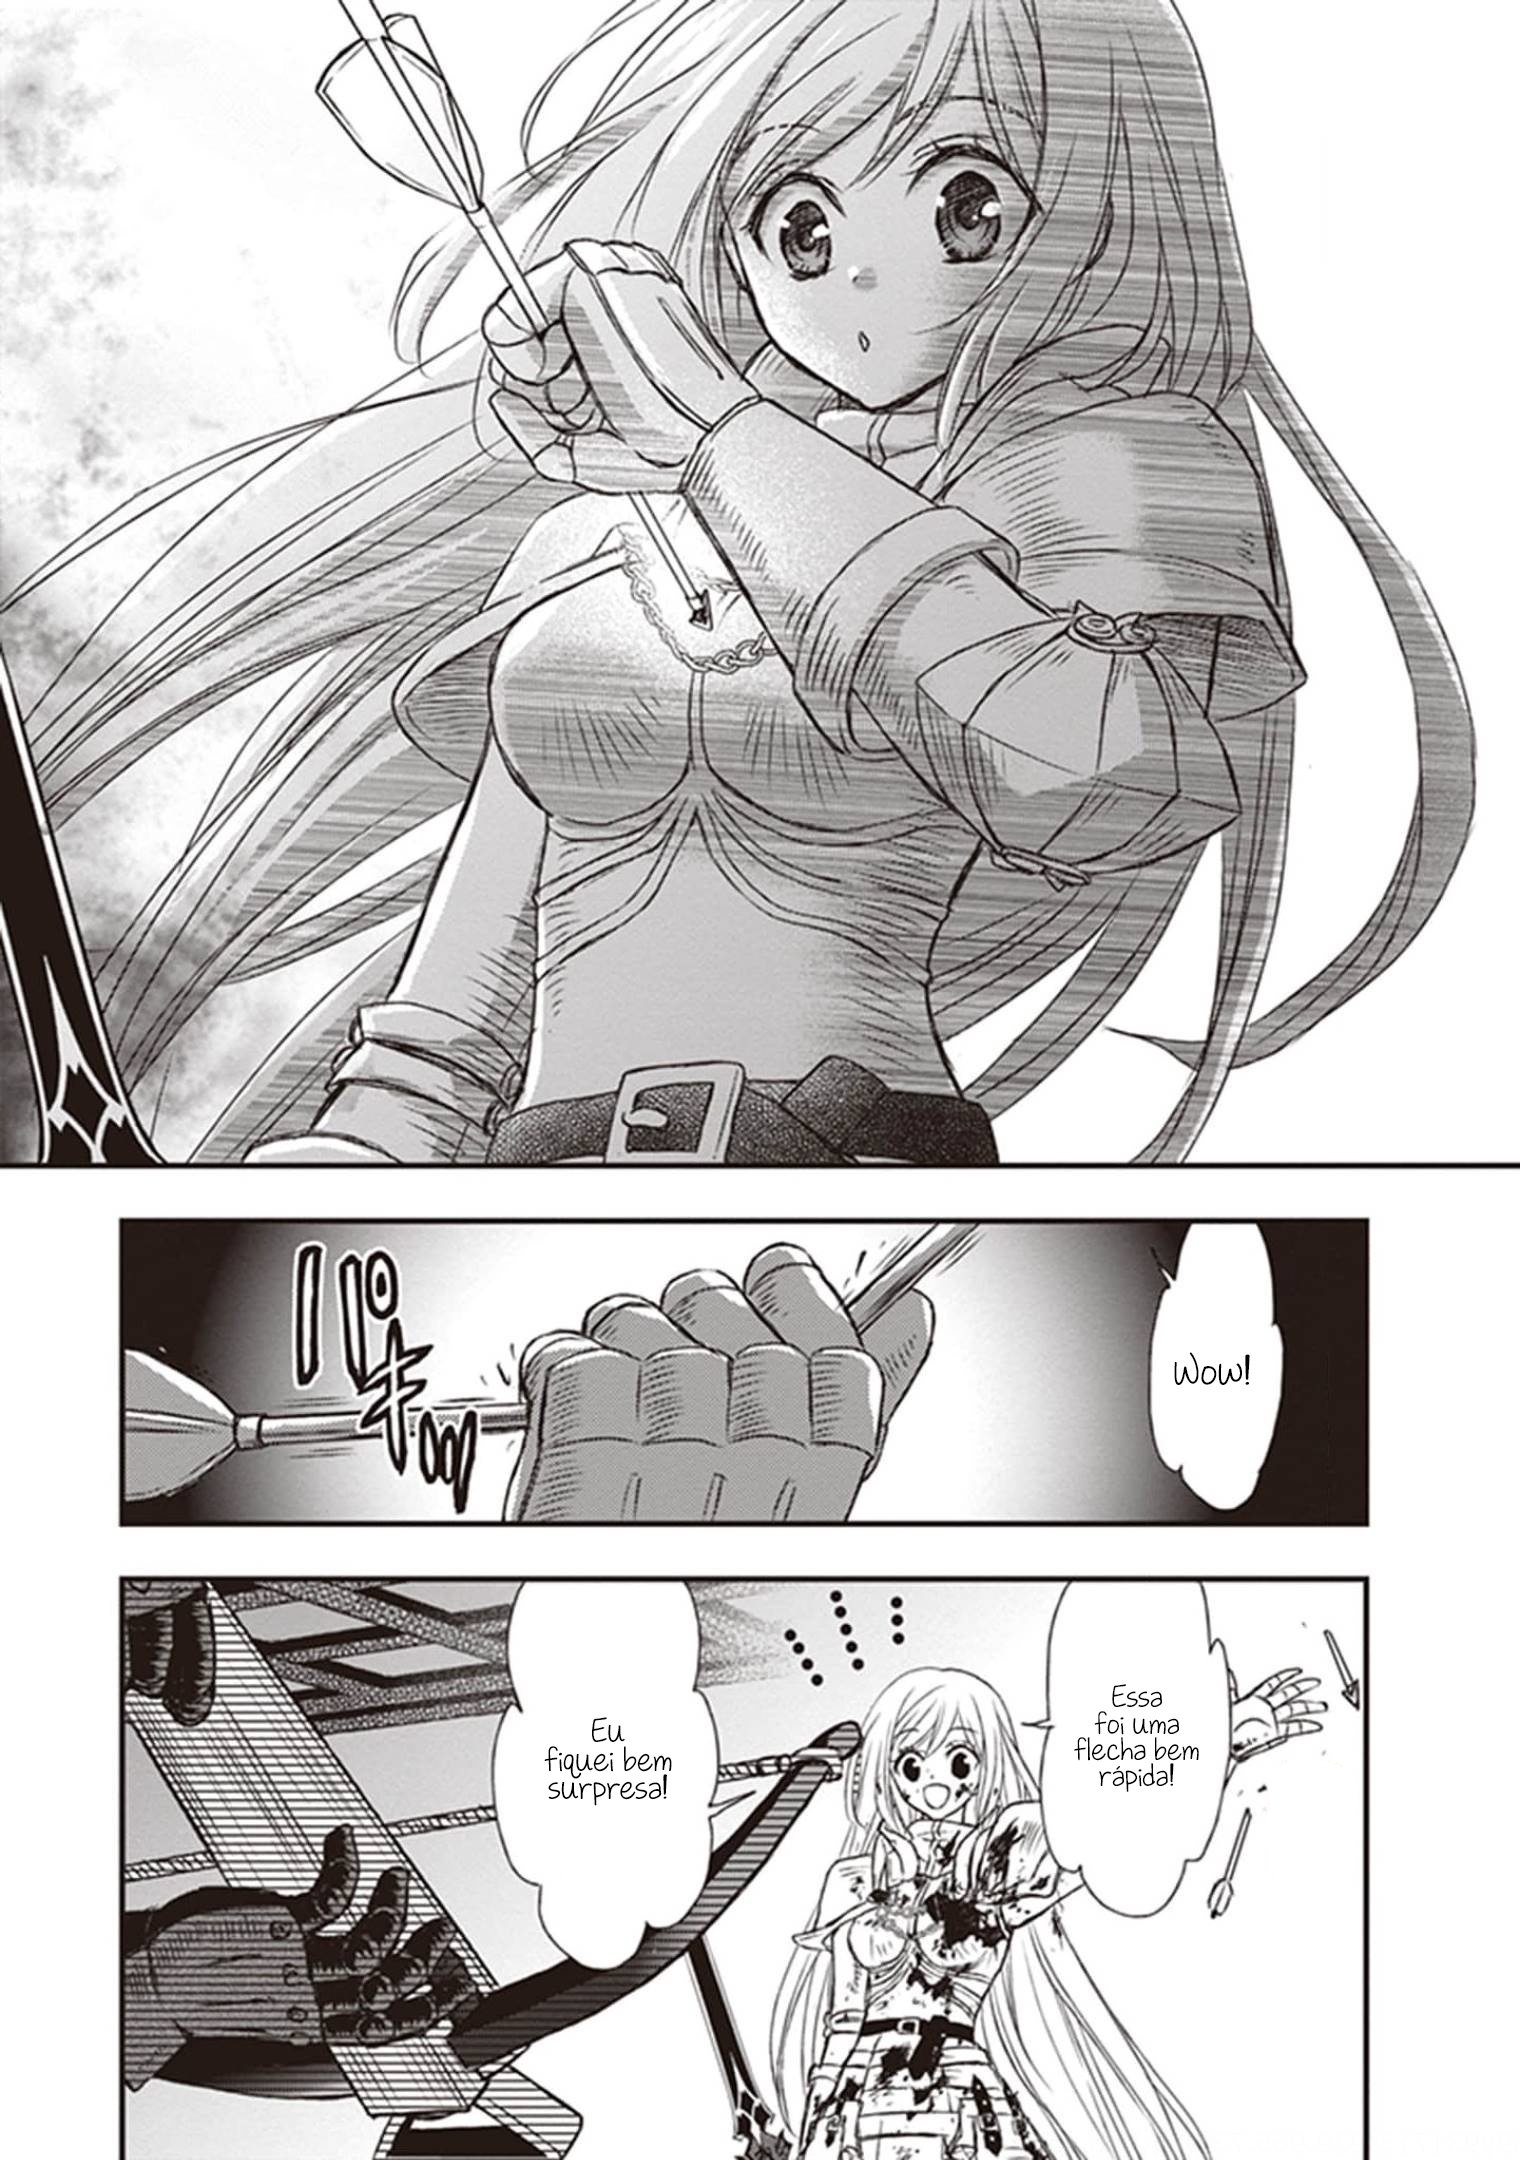 Wow!
パキッ
Essa
foi uma
flecha bem
rápida!
Eu
fiquei bem
surpresa!